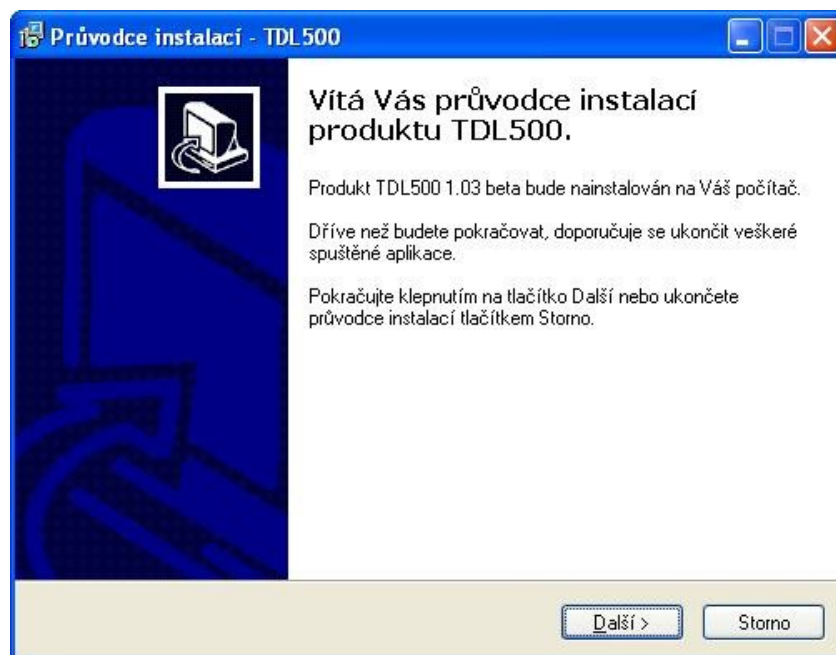 Průvodce instalací - TDL500
Vítá Vás průvodce instalací
produktu TDL500.
Produkt TDL500 1.03 beta bude nainstalován na Váš počítač.
Dříve než budete pokračovat, doporučuje se ukončit veškeré
spuštěné aplikace.
Pokračujte klepnutím na tlačítko Další nebo ukončete
průvodce instalací tlačítkem Storno.
Další >
Storno